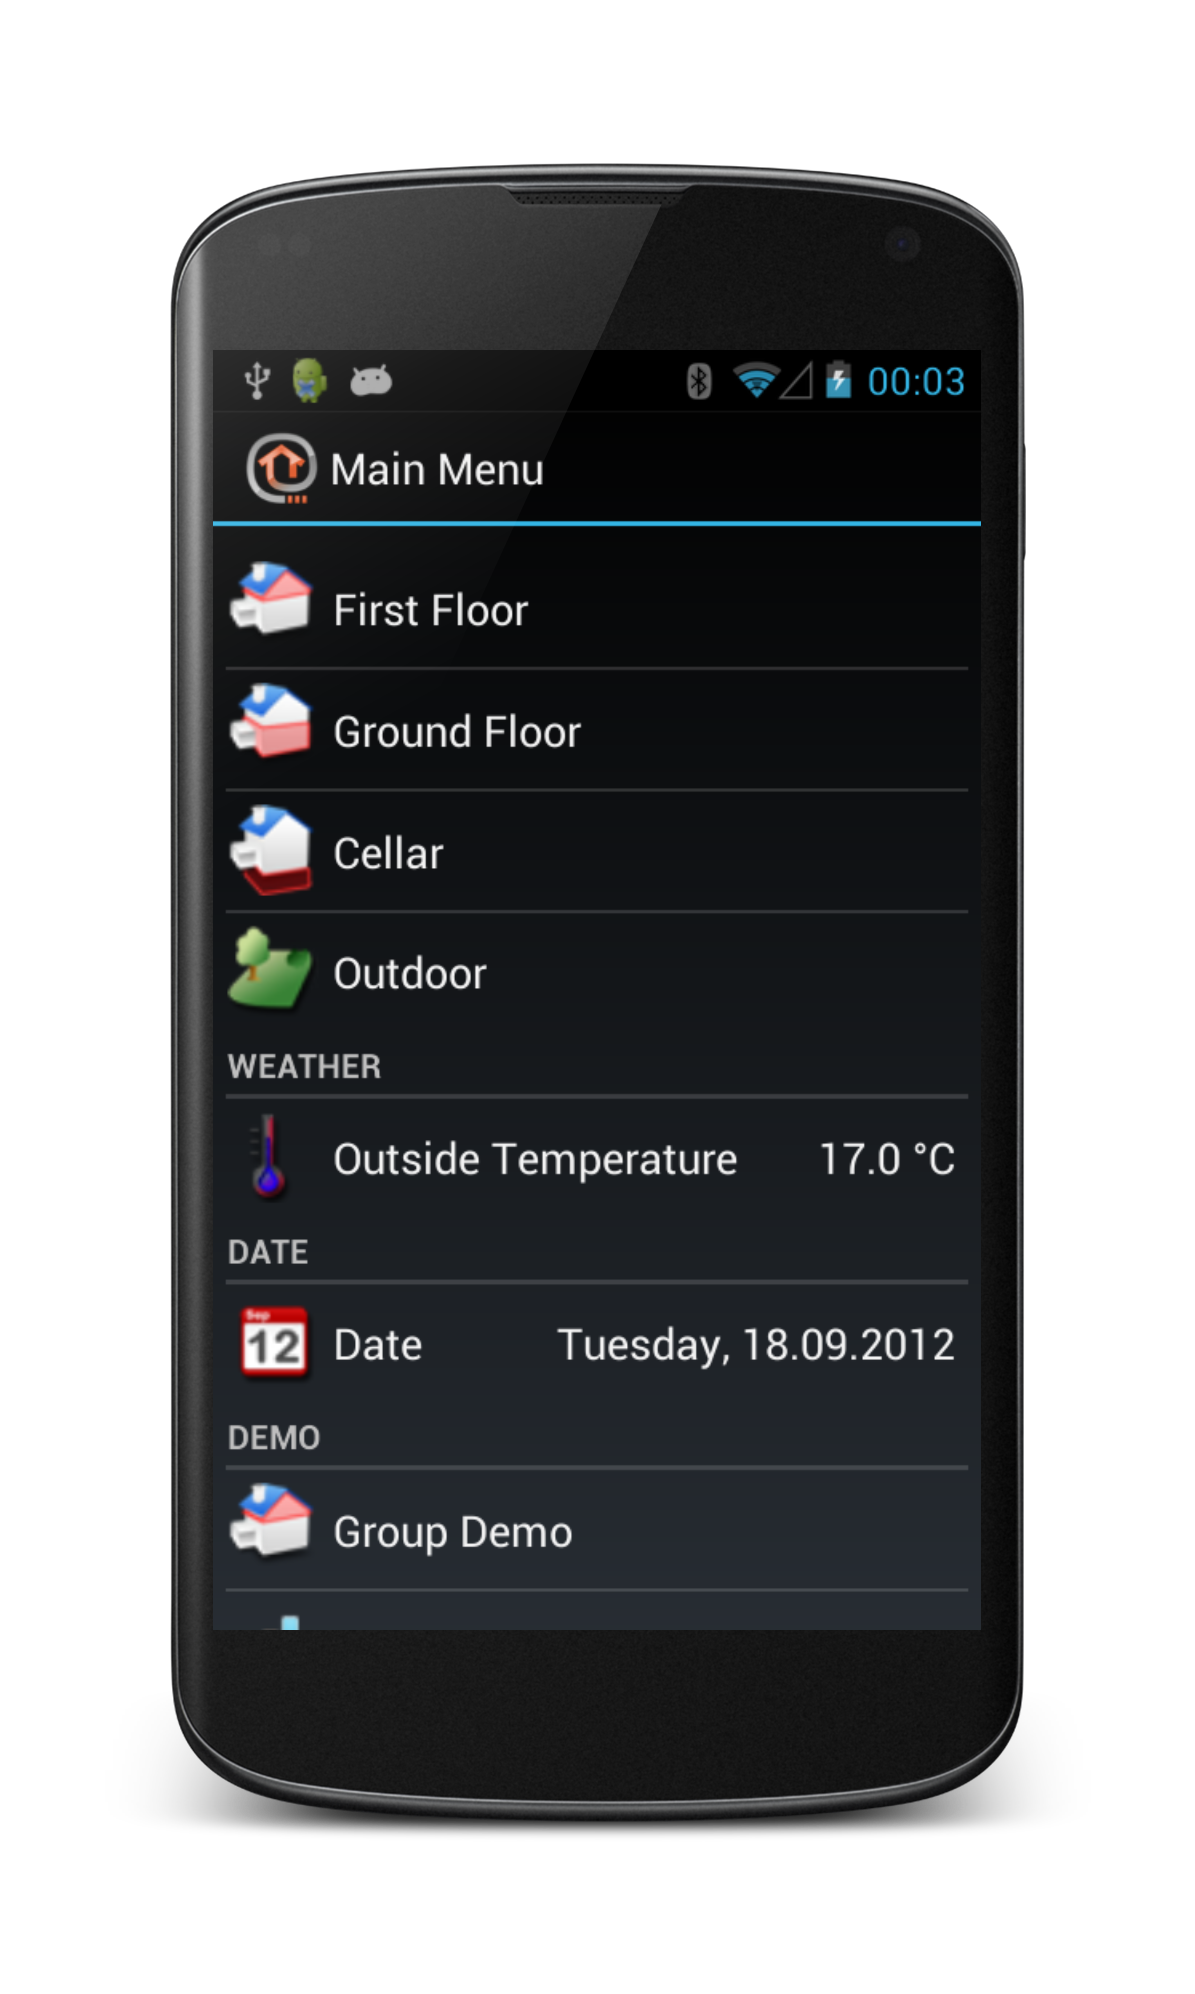 00:03
Main Menu
First Floor
Ground Floor
Cellar
Outdoor
WEATHER
Outside Temperature 17.0 °C
DATE
Sep
12
Date Tuesday, 18.09.2012
DEMO
Group Demo